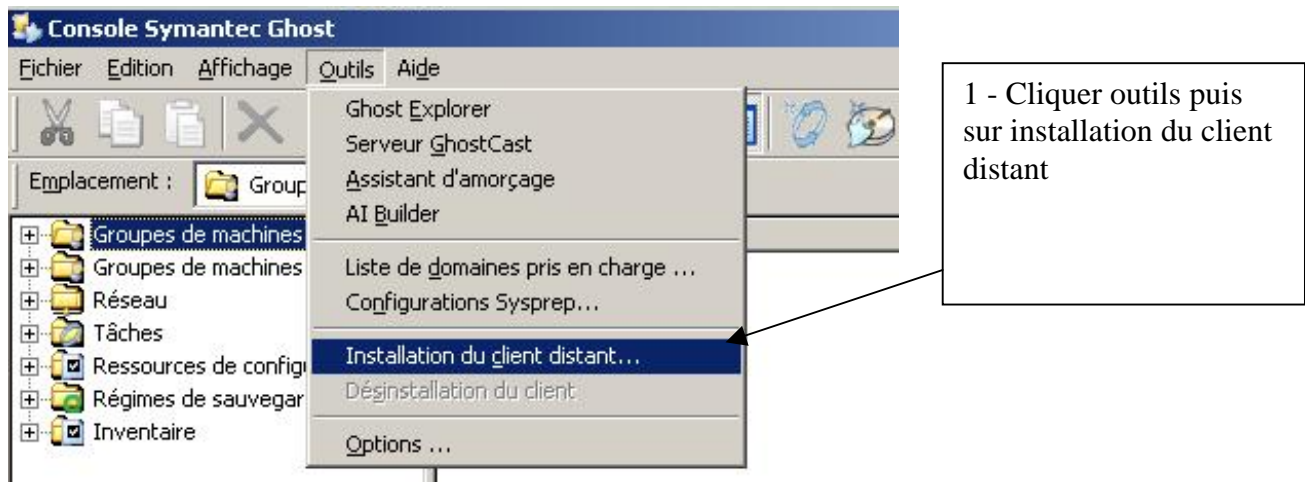 Console Symantec Ghost
Fichier Edition Affichage Outils Aide
Emplacement : Group
Groupes de machines
Groupes de machines
Réseau
Tâches
Ressources de config
Régimes de sauvegar
Inventaire
Ghost Explorer
Serveur GhostCast
Assistant d'amorçage
AI Builder
Liste de domaines pris en charge ...
Configurations Sysprep...
Installation du client distant...
Désinstallation du client
Options ...
1 - Cliquer outils puis
sur installation du client
distant